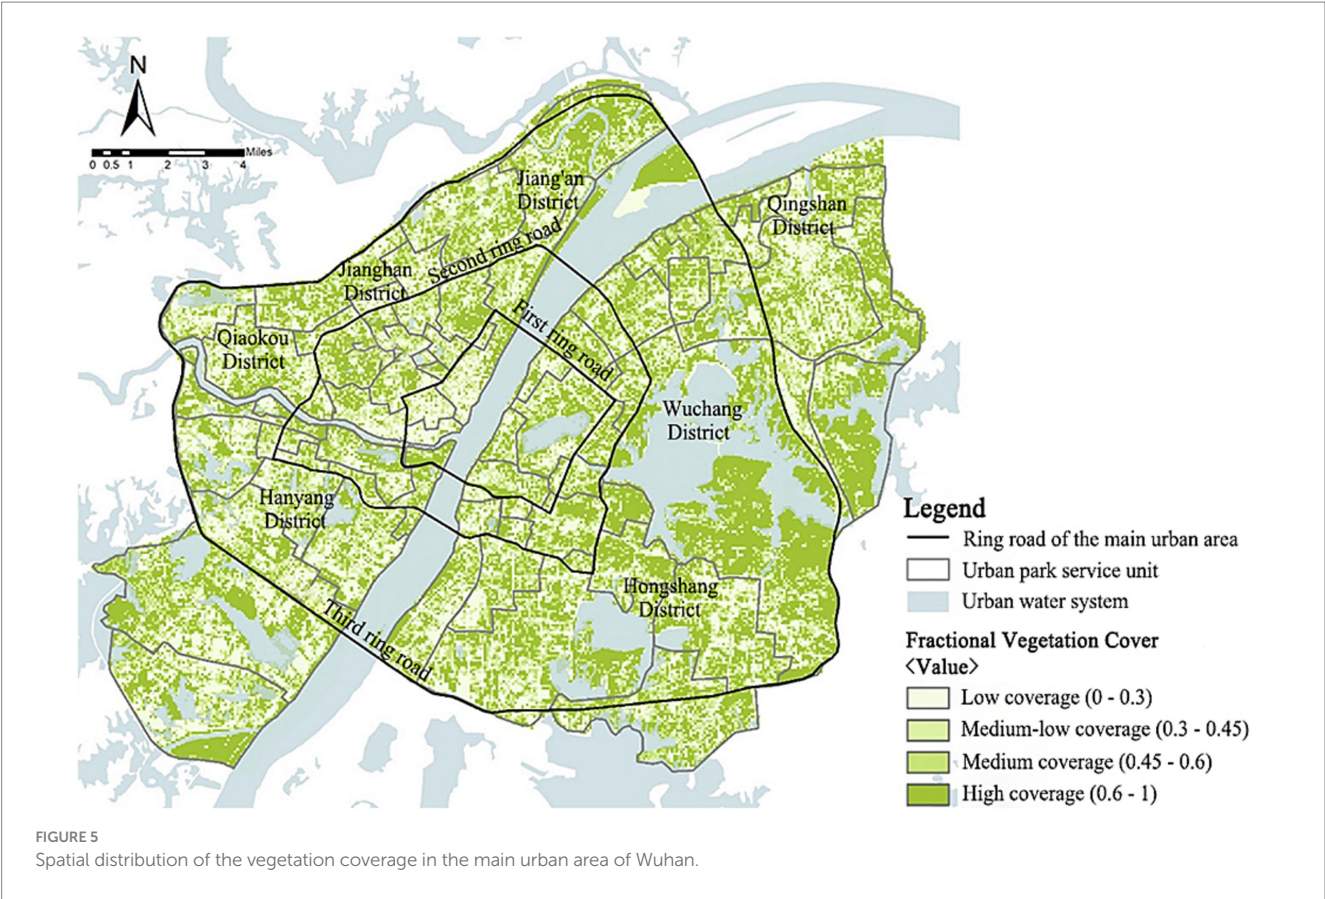 N
Miles
0 0.5 1 2 3 4
Jiang'an
District
Qingshan
District
Second ring road
Jianghan
District
First ring road
Qiaokou
District
Wuchang
District
Hanyang
District
Hongshang
District
Third ring road
Legend
Ring road of the main urban area
Urban park service unit
Urban water system
Fractional Vegetation Cover
<Value>
Low coverage (0 - 0.3)
Medium-low coverage (0.3 - 0.45)
Medium coverage (0.45 - 0.6)
High coverage (0.6 - 1)
FIGURE 5
Spatial distribution of the vegetation coverage in the main urban area of Wuhan.